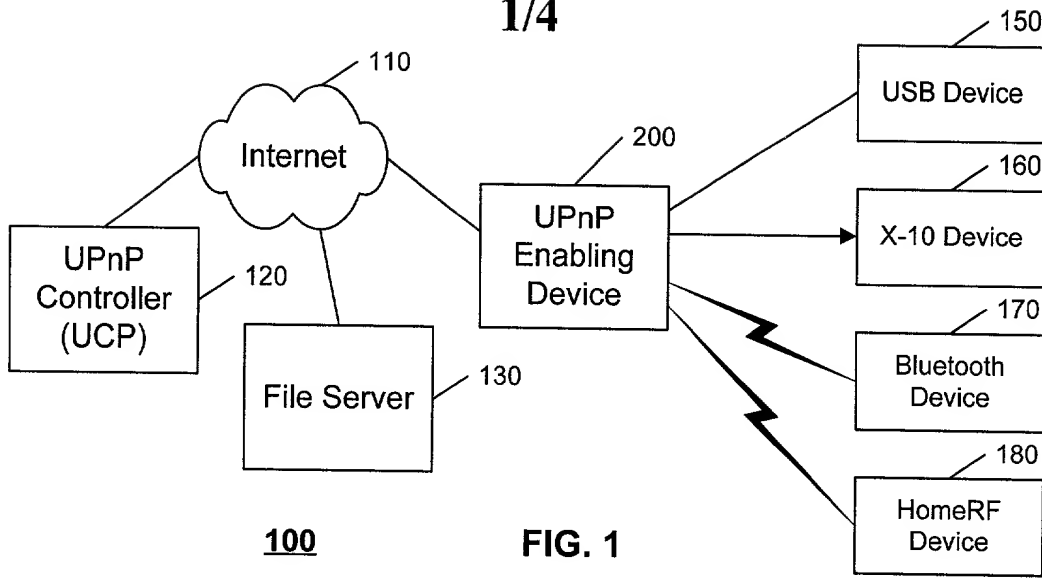 1/4
110
Internet
UPnP
Controller
(UCP)
120
File Server
130
200
UPnP
Enabling
Device
150
USB Device
160
X-10 Device
170
Bluetooth
Device
180
HomeRF
Device
100
FIG. 1